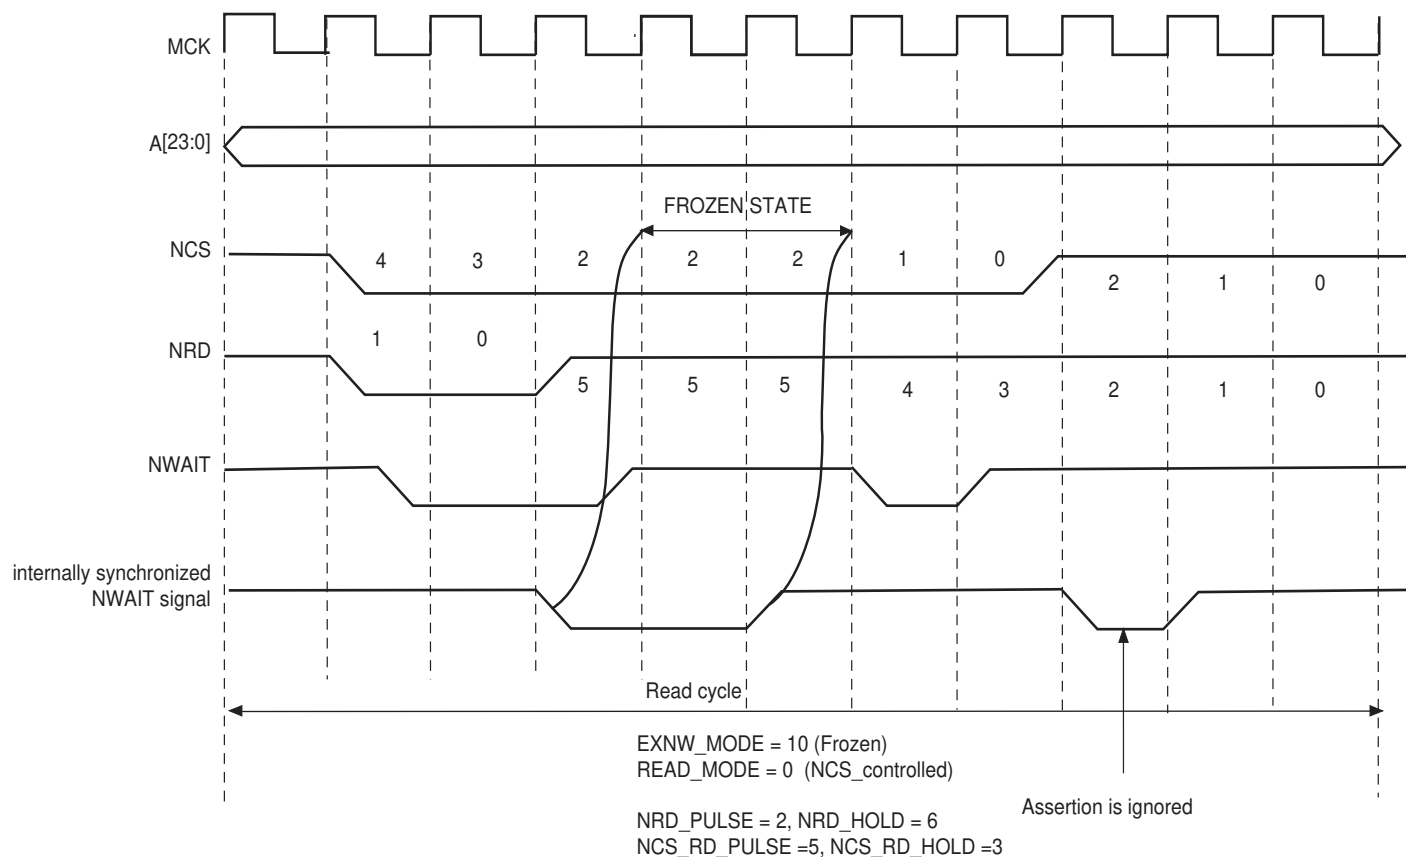 MCK
A[23:0]
FROZEN STATE
NCS
4 3 2 2 2 1 0
2 1 0
1 0
NRD
5 5 5 4 3 2 1 0
NWAIT
internally synchronized
NWAIT signal
Read cycle
EXNW_MODE = 10 (Frozen)
READ_MODE = 0 (NCS_controlled)
Assertion is ignored
NRD_PULSE = 2, NRD_HOLD = 6
NCS_RD_PULSE =5, NCS_RD_HOLD =3